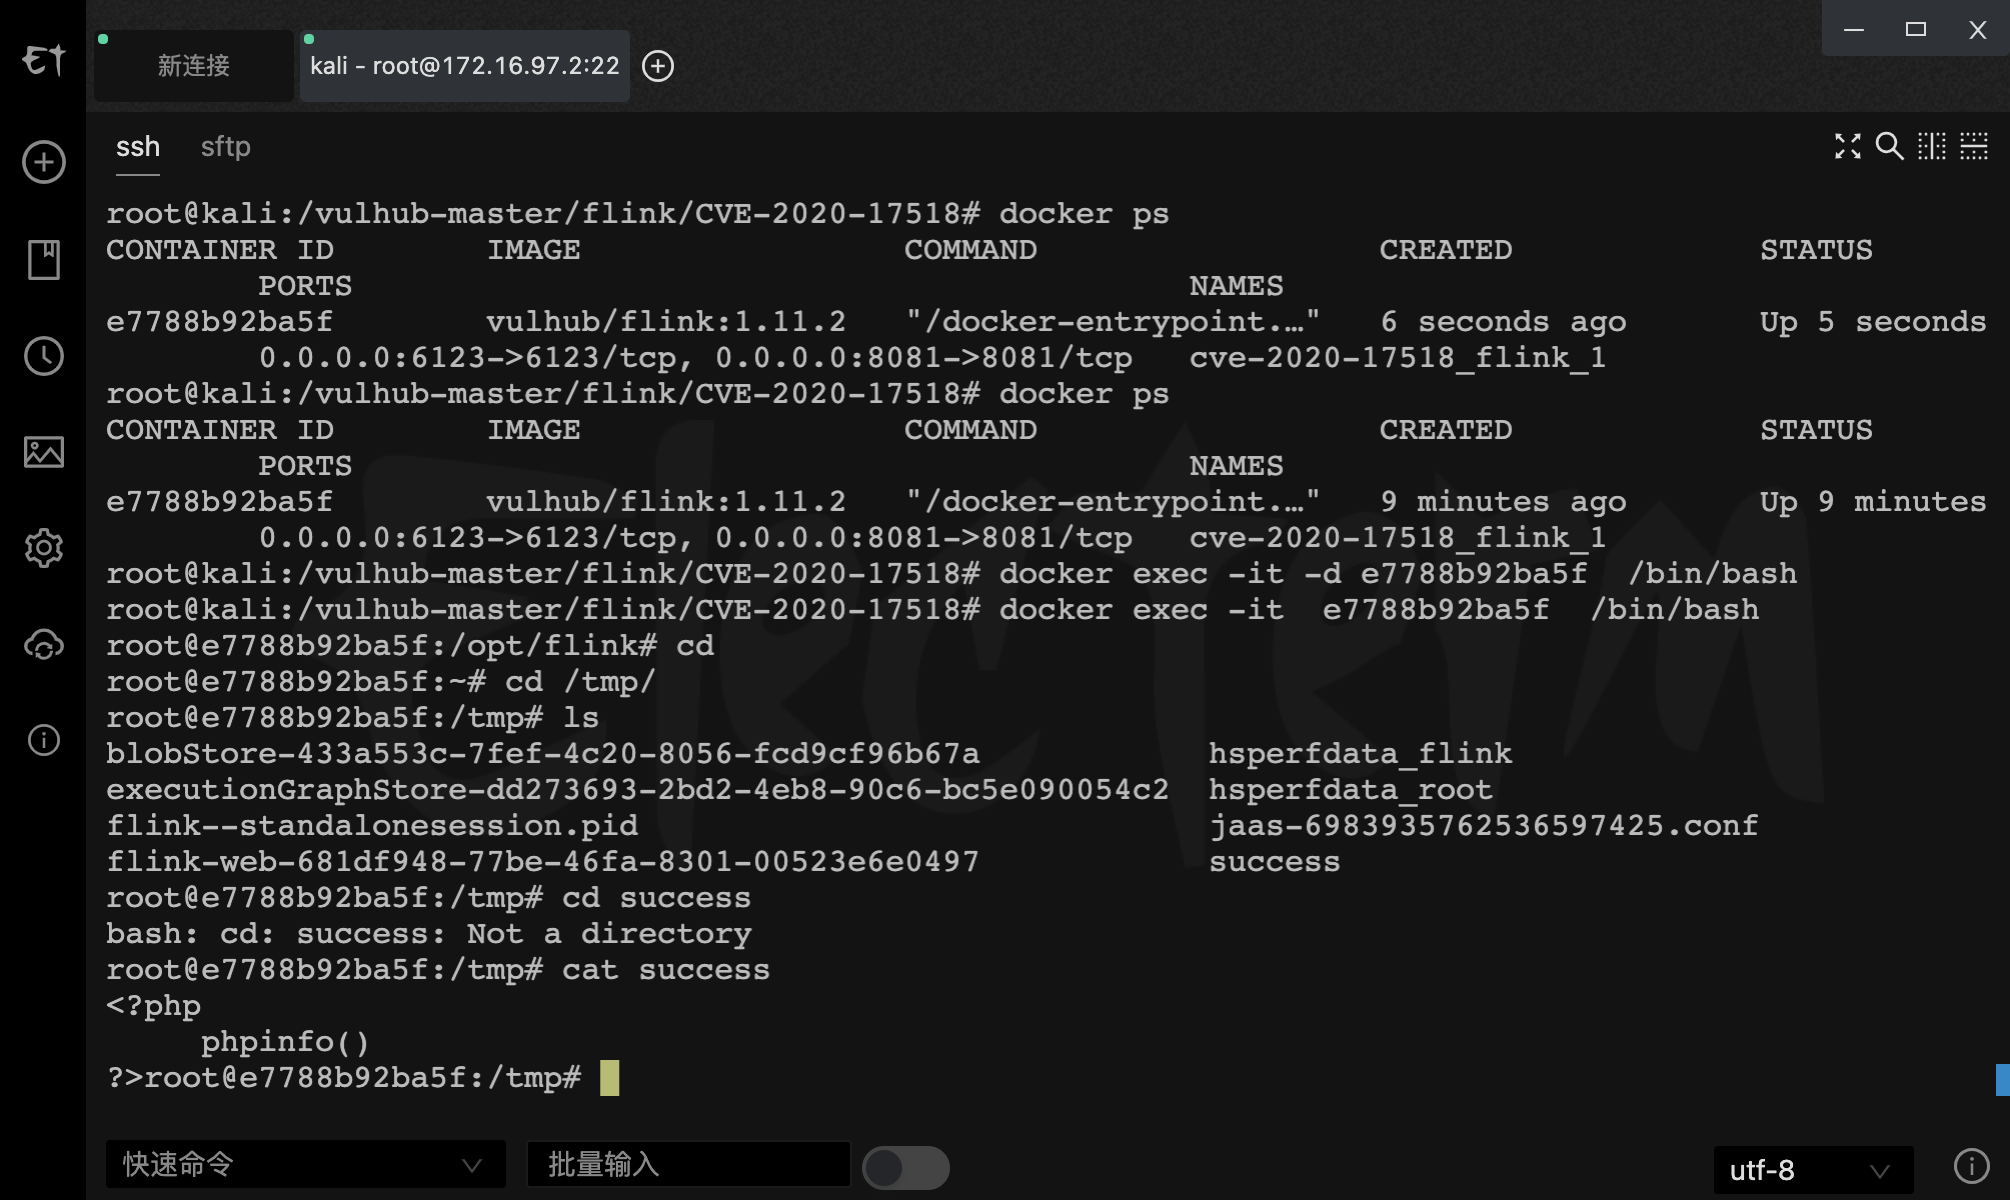 新连接
kali - root@172.16.97.2:22
ssh sftp
root@kali:/vulhub-master/flink/CVE-2020-17518# docker ps
CONTAINER ID        IMAGE                 COMMAND                  CREATED             STATUS
        PORTS                                            NAMES
e7788b92ba5f        vulhub/flink:1.11.2   "/docker-entrypoint.…"   6 seconds ago       Up 5 seconds
        0.0.0.0:6123->6123/tcp, 0.0.0.0:8081->8081/tcp   cve-2020-17518_flink_1
root@kali:/vulhub-master/flink/CVE-2020-17518# docker ps
CONTAINER ID        IMAGE                 COMMAND                  CREATED             STATUS
        PORTS                                            NAMES
e7788b92ba5f        vulhub/flink:1.11.2   "/docker-entrypoint.…"   9 minutes ago       Up 9 minutes
        0.0.0.0:6123->6123/tcp, 0.0.0.0:8081->8081/tcp   cve-2020-17518_flink_1
root@kali:/vulhub-master/flink/CVE-2020-17518# docker exec -it -d e7788b92ba5f  /bin/bash
root@kali:/vulhub-master/flink/CVE-2020-17518# docker exec -it  e7788b92ba5f  /bin/bash
root@e7788b92ba5f:/opt/flink# cd
root@e7788b92ba5f:~# cd /tmp/
root@e7788b92ba5f:/tmp# ls
blobStore-433a553c-7fef-4c20-8056-fcd9cf96b67a            hsperfdata_flink
executionGraphStore-dd273693-2bd2-4eb8-90c6-bc5e090054c2  hsperfdata_root
flink--standalonesession.pid                              jaas-6983935762536597425.conf
flink-web-681df948-77be-46fa-8301-00523e6e0497            success
root@e7788b92ba5f:/tmp# cd success
bash: cd: success: Not a directory
root@e7788b92ba5f:/tmp# cat success
<?php
     phpinfo()
?>root@e7788b92ba5f:/tmp#
快速命令
批量输入
utf-8
ElecTerm